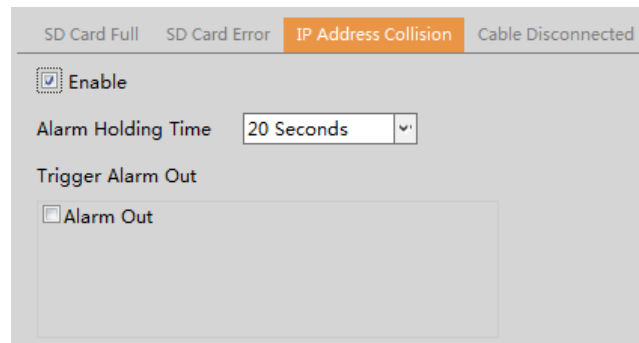 SD Card Full SD Card Error IP Address Collision Cable Disconnected
Enable
Alarm Holding Time 20 Seconds
Trigger Alarm Out
Alarm Out